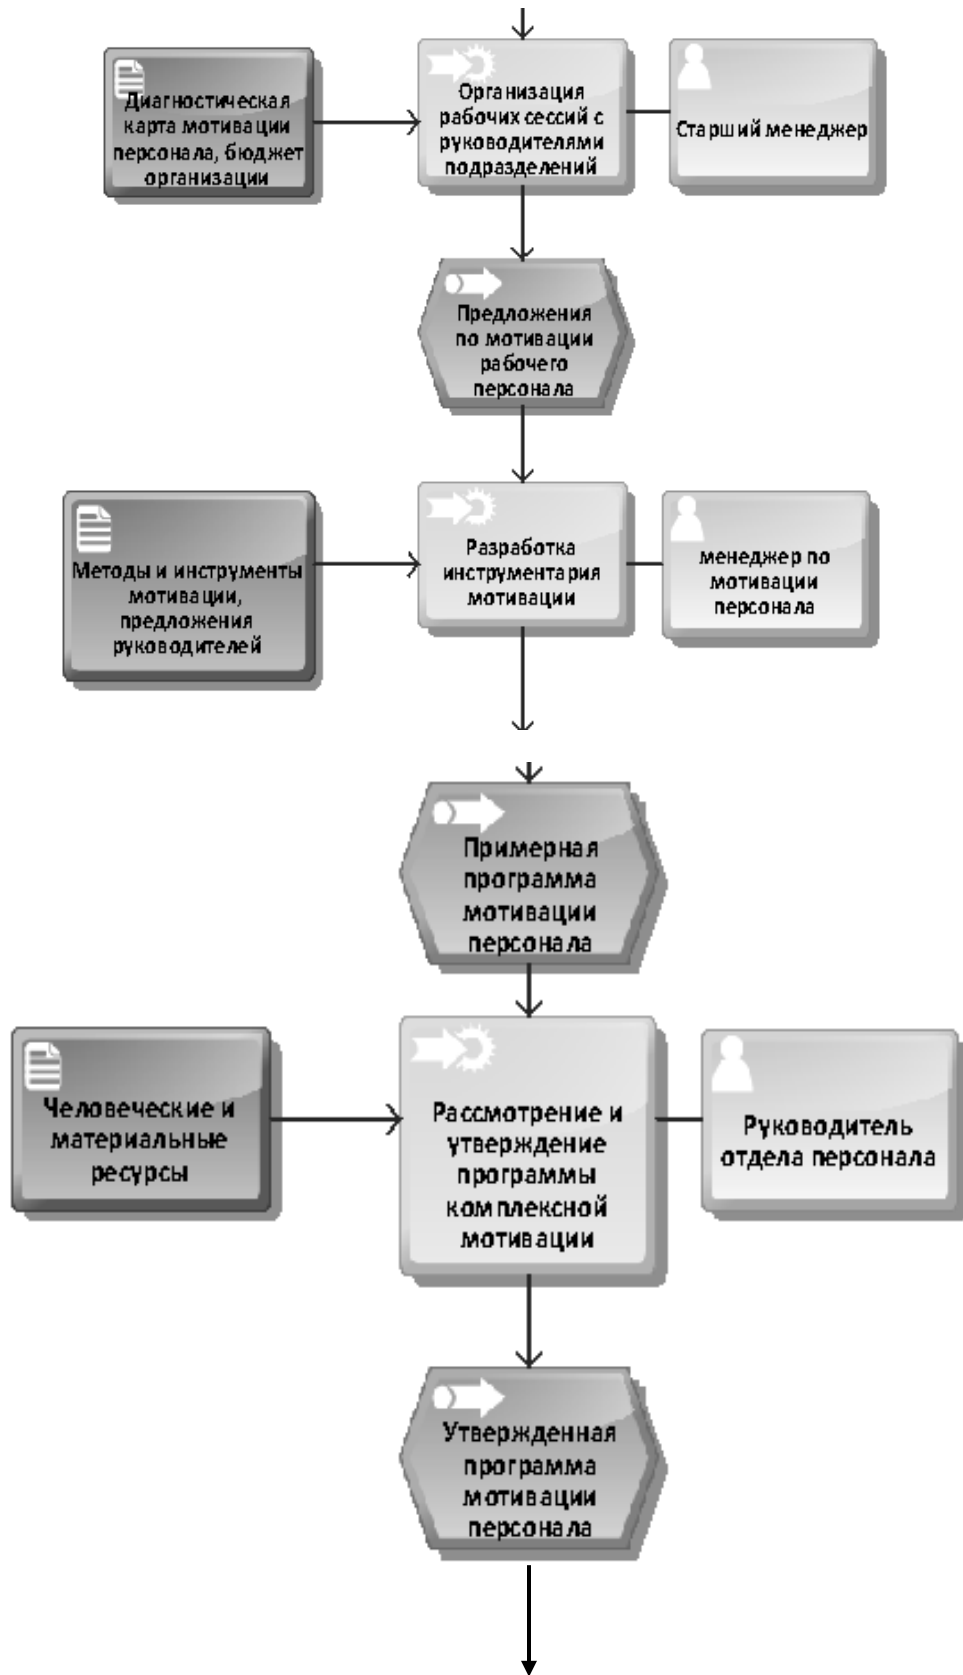 Диагностическая
карта мотивации
персонала, бюджет
организации
Организация
рабочих сессий с
руководителями
подразделений
Старший менеджер
Предложения
по мотивации
рабочего
персонала
Методы и инструменты
мотивации,
предложения
руководителей
Разработка
инструментария
мотивации
менеджер по
мотивации
персонала
Примерная
программа
мотивации
персонала
Человеческие и
материальные
ресурсы
Рассмотрение и
утверждение
программы
комплексной
мотивации
Руководитель
отдела персонала
Утвержденная
программа
мотивации
персонала